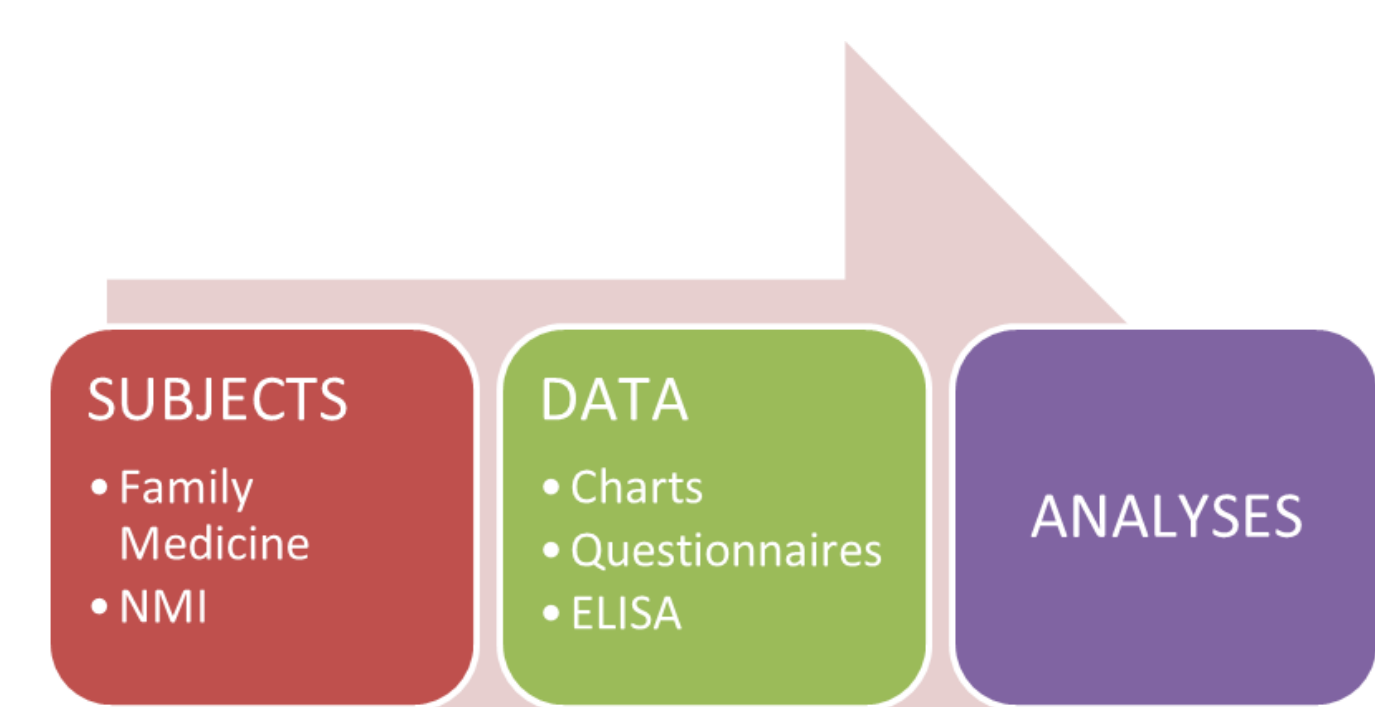 SUBJECTS
• Family
Medicine
• NMI
DATA
• Charts
• Questionnaires
• ELISA
ANALYSES